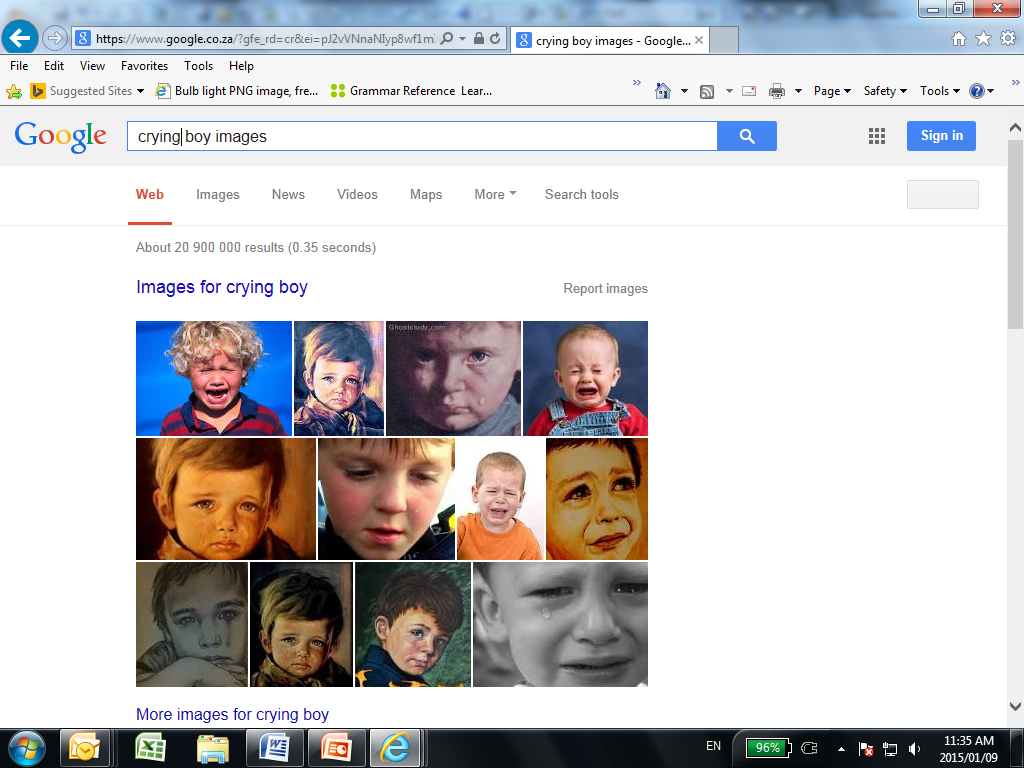 https://www.google.co.za/?gfe_rd=cr&ei=pJ2vVNnaNIyp8wf1m
crying boy images - Google...
File Edit View Favorites Tools Help
Suggested Sites Bulb light PNG image, fre... Grammar Reference Lear...
Page Safety Tools
Google crying boy images Sign in
Web Images News Videos Maps More Search tools
About 20 900 000 results (0.35 seconds)
Images for crying boy Report images
Ghoststudy.com
More images for crying boy
EN 96% 11:35 AM
2015/01/09